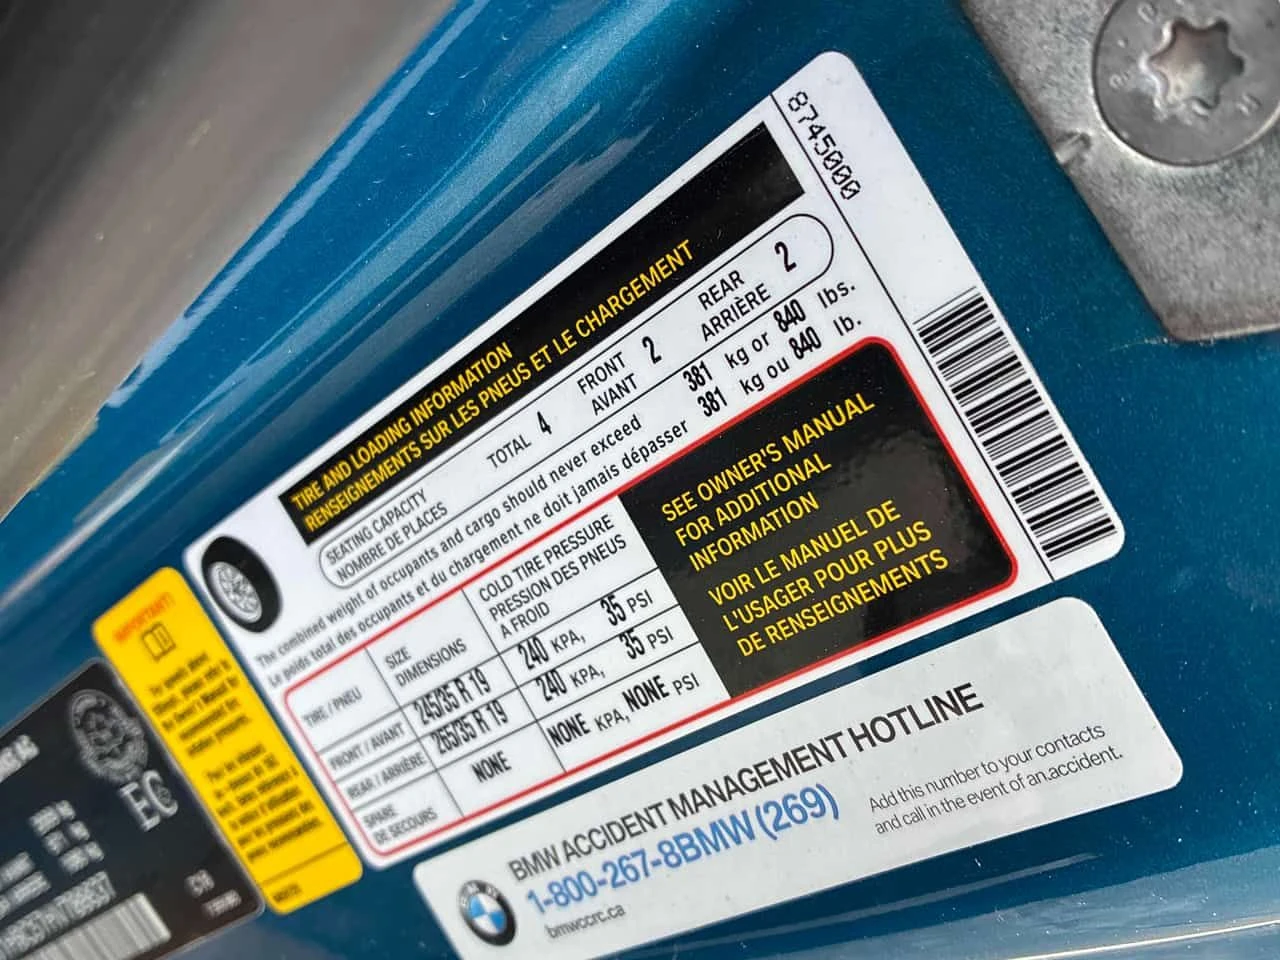 8745000
TIRE AND LOADING INFORMATION
RENSEIGNEMENTS SUR LES PNEUS ET LE CHARGEMENT
SEATING CAPACITY
NOMBRE DE PLACES
TOTAL 4
FRONT
AVANT
2
REAR
ARRIÈRE
2
The combined weight of occupants and cargo should never exceed 381 kg or 840 lbs.
Le poids total des occupants et du chargement ne doit jamais dépasser 381 kg ou 840 lb.
TIRE / PNEU
SIZE
DIMENSIONS
COLD TIRE PRESSURE
PRESSION DES PNEUS
A FROID
FRONT / AVANT 245/35 R 19 240 KPA, 35 PSI
REAR / ARRIÈRE 265/35 R 19 240 KPA, 35 PSI
SPARE
DE SECOURS
NONE NONE KPA, NONE PSI
SEE OWNER'S MANUAL
FOR ADDITIONAL
INFORMATION
VOIR LE MANUEL DE
L'USAGER POUR PLUS
DE RENSEIGNEMENTS
IMPORTANT!
EC
BMW ACCIDENT MANAGEMENT HOTLINE
1-800-267-8BMW (269)
bmwccrc.ca
Add this number to your contacts
and call in the event of an accident.
BMW